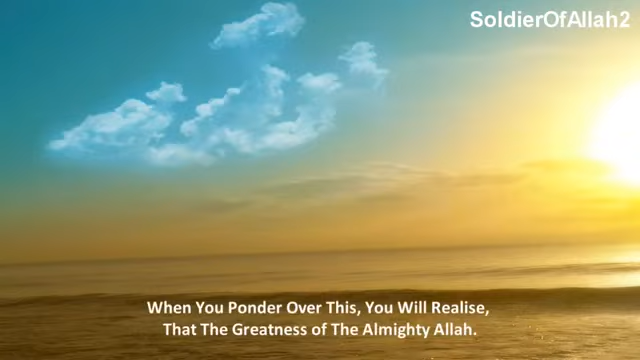 SoldierOfAllah2
When You Ponder Over This, You Will Realise,
That The Greatness of The Almighty Allah.